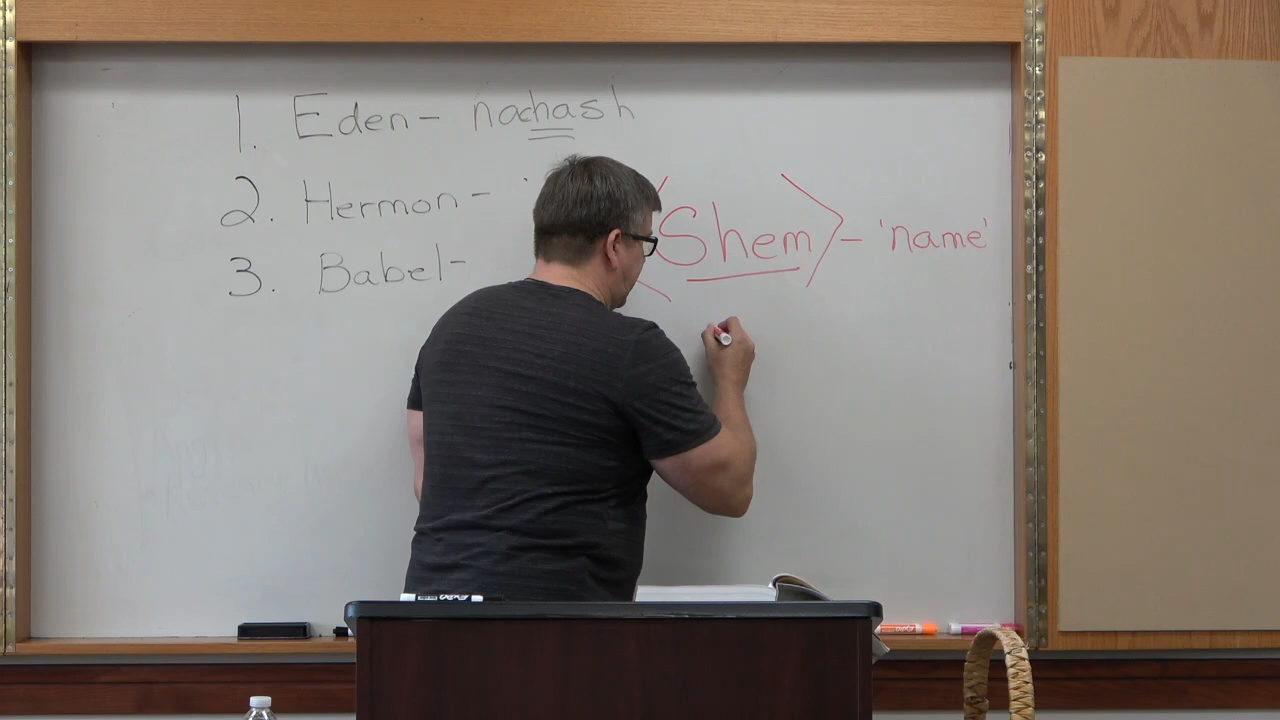 1. Eden- nachash
2. Hermon-
Shem - 'name'
3. Babel-